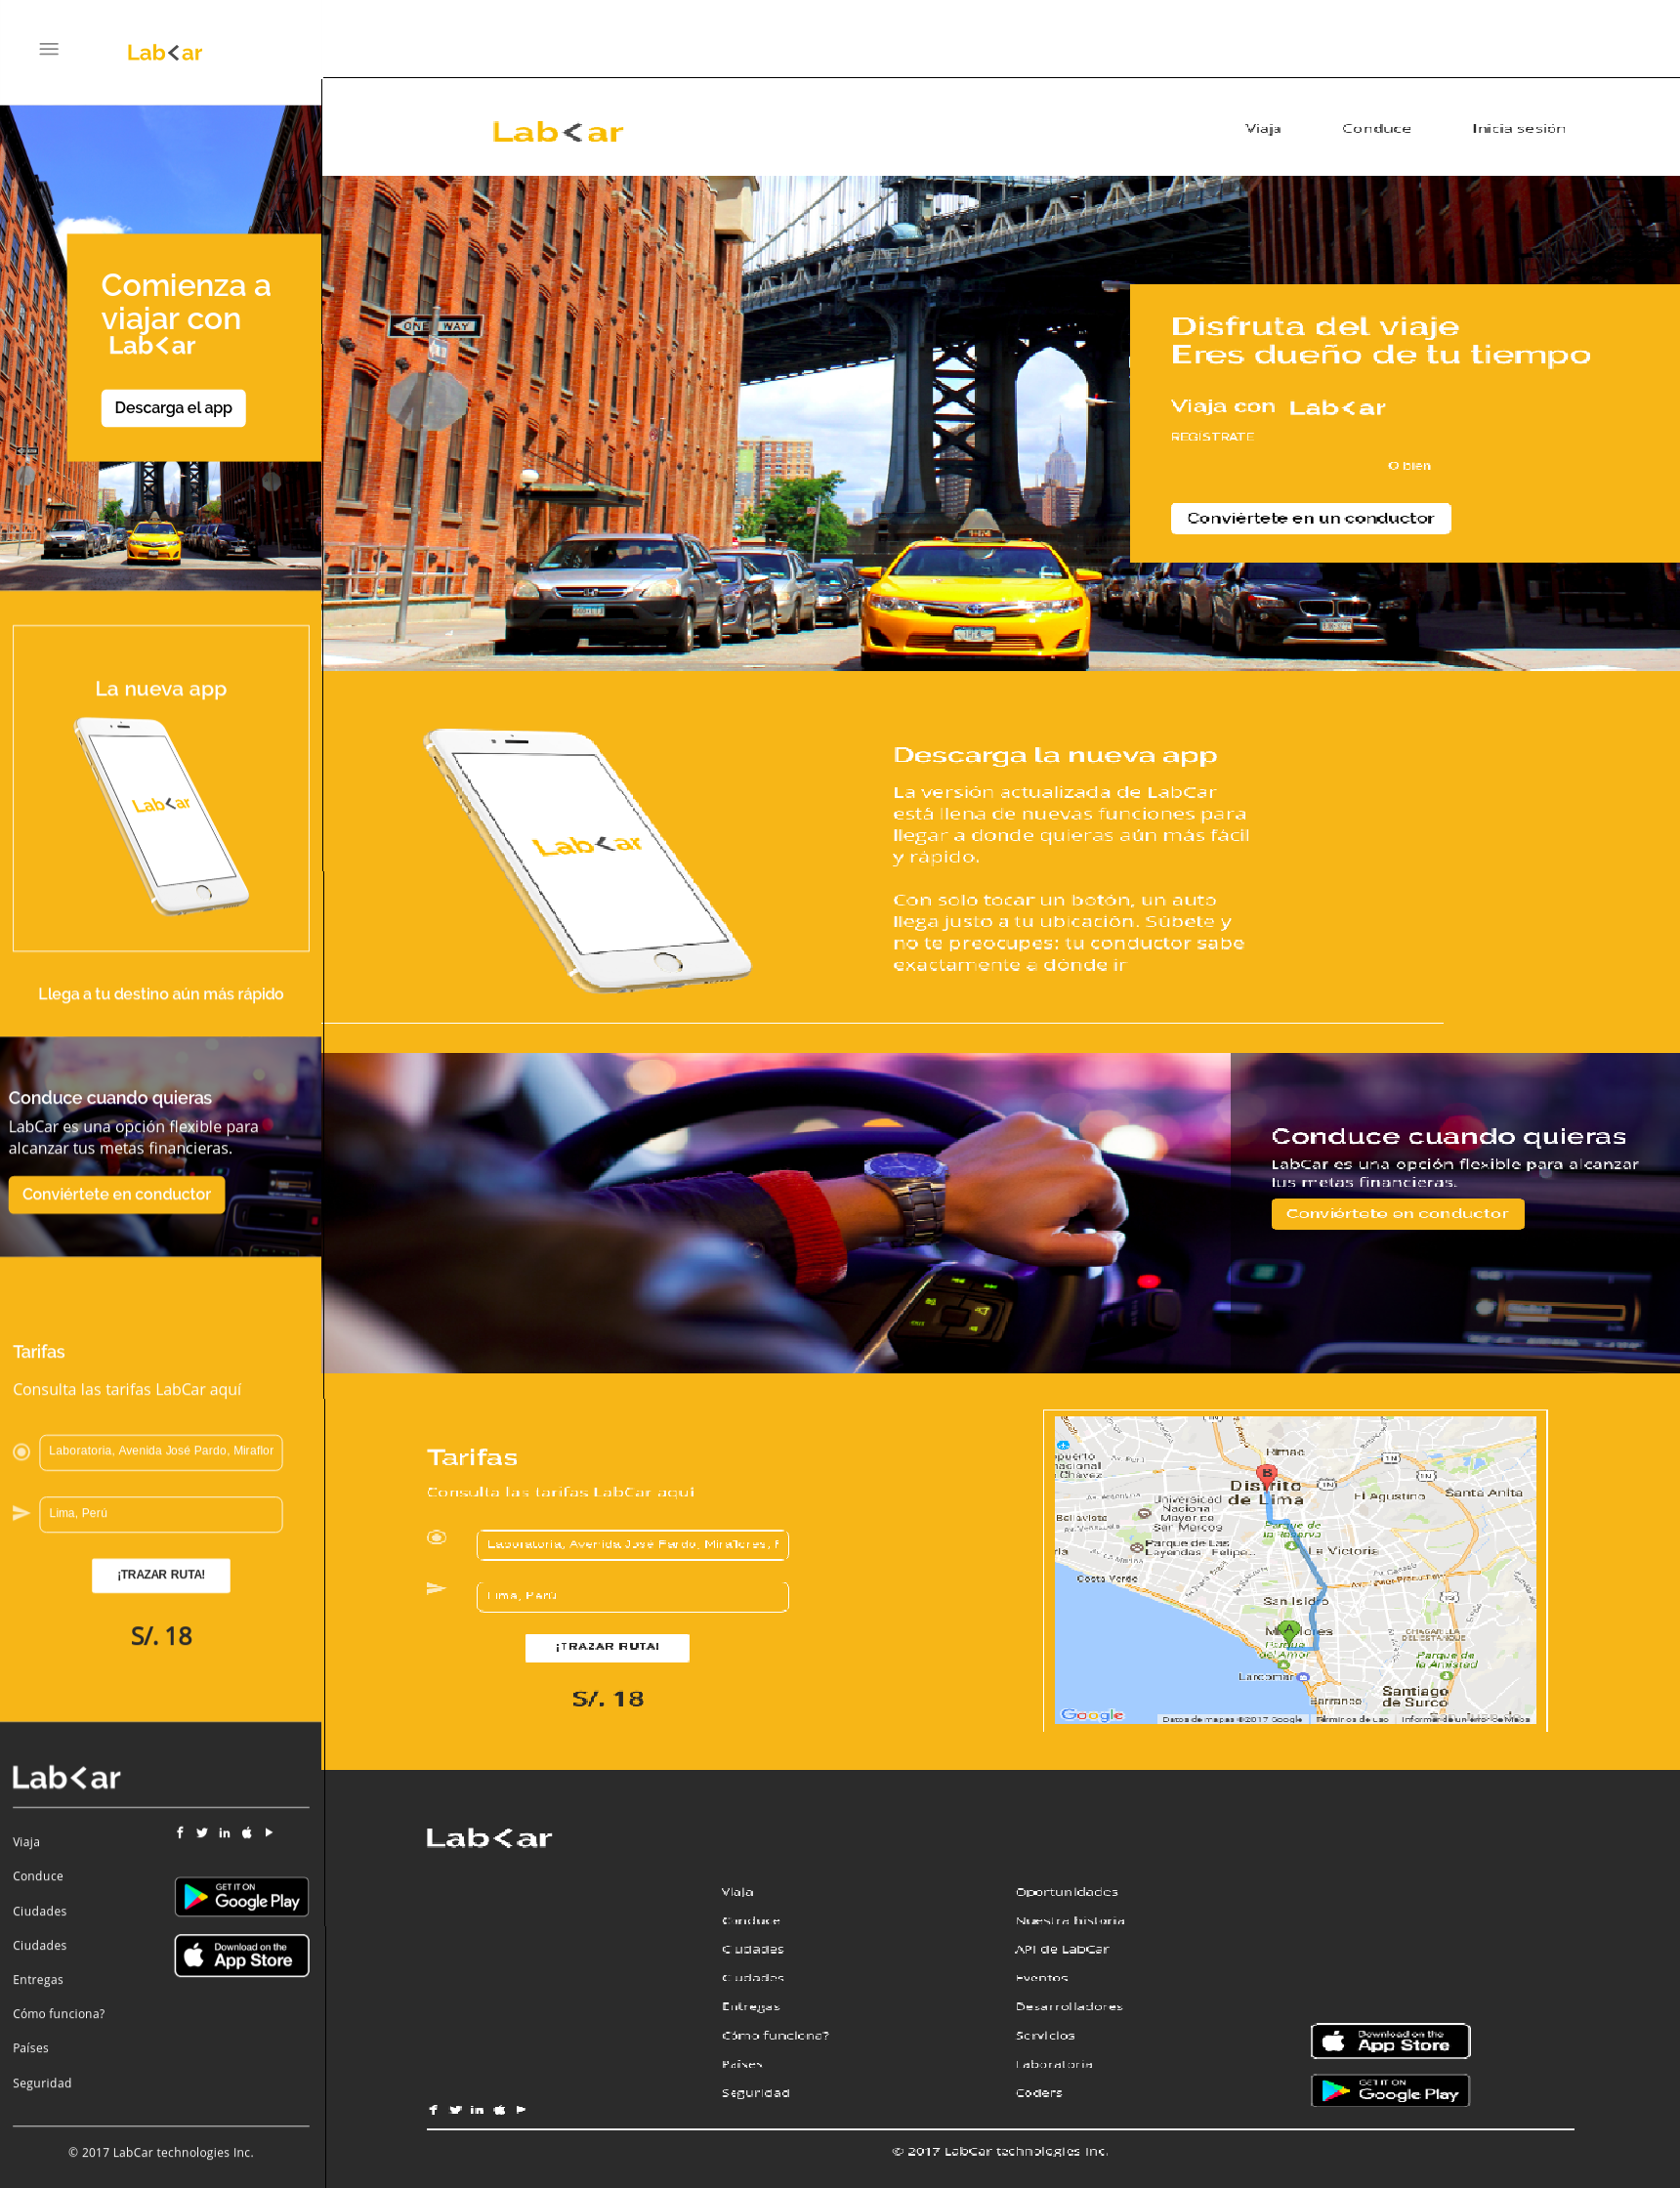 Lab<ar
Comienza a
viajar con
Lab<ar
Descarga el app
La nueva app
Lab<ar
Llega a tu destino aún más rápido
Conduce cuando quieras
LabCar es una opción flexible para
alcanzar tus metas financieras.
Conviértete en conductor
Tarifas
Consulta las tarifas LabCar aquí
Laboratoria, Avenida José Pardo, Miraflor
Lima, Perú
¡TRAZAR RUTA!
S/. 18
Lab<ar
Viaja
Conduce
Ciudades
Ciudades
Entregas
Cómo funciona?
Países
Seguridad
GET IT ON
Google Play
Download on the
App Store
© 2017 LabCar technologies Inc.
Lab<ar
Viaja
Conduce
Inicia sesión
ONE WAY
Disfruta del viaje
Eres dueño de tu tiempo
Viaja con Lab<ar
REGISTRATE
O bien
Conviértete en un conductor
Lab<ar
Descarga la nueva app
La versión actualizada de LabCar
está llena de nuevas funciones para
llegar a donde quieras aún más fácil
y rápido.
Con solo tocar un botón, un auto
llega justo a tu ubicación. Súbete y
no te preocupes: tu conductor sabe
exactamente a dónde ir
Conduce cuando quieras
LabCar es una opción flexible para alcanzar
tus metas financieras.
Conviértete en conductor
Tarifas
Consulta las tarifas LabCar aquí
Laboratoria, Avenida José Pardo, Miraflores, P
Lima, Perú
¡TRAZAR RUTA!
S/. 18
Rimac
B
Distrito
de Lima
El Agustino
Santa Anita
1N
1N
1N
1N
Universidad
Nacional
Mayor de
San Marcos
Bellavista
Parque de
la Reserva
Parque de Las
Leyendas "Felipe...
La Victoria
Costa Verde
San Isidro
A
Miraflores
Parque
del Amor
CHACARILLA
DEL ESTANQUE
Parque de
la Amistad
Larcomar
Barranco
Santiago
de Surco
Google
Datos de mapas ©2017 Google
Términos de uso
Informar de un error de Maps
Lab<ar
Viaja
Conduce
Ciudades
Ciudades
Entregas
Cómo funciona?
Países
Seguridad
Oportunidades
Nuestra historia
API de LabCar
Eventos
Desarrolladores
Servicios
Laboratoria
Coders
Download on the
App Store
GET IT ON
Google Play
© 2017 LabCar technologies Inc.